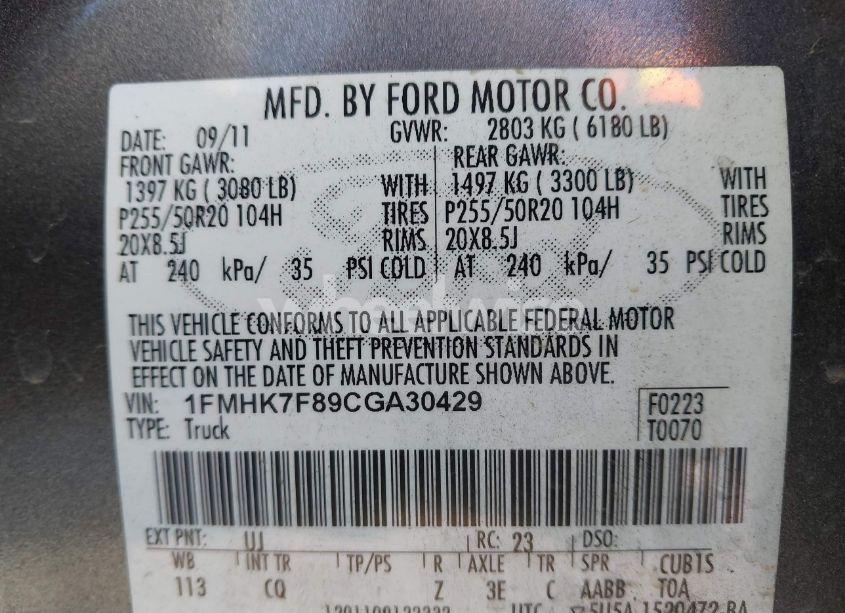 MFD. BY FORD MOTOR CO.
DATE: 09/11 GVWR: 2803 KG ( 6180 LB)
FRONT GAWR: REAR GAWR:
1397 KG ( 3080 LB) WITH 1497 KG ( 3300 LB) WITH
P255/50R20 104H TIRES P255/50R20 104H TIRES
20X8.5J RIMS 20X8.5J RIMS
AT 240 kPa/ 35 PSI COLD AT 240 kPa/ 35 PSI COLD
wheelwise
THIS VEHICLE CONFORMS TO ALL APPLICABLE FEDERAL MOTOR
VEHICLE SAFETY AND THEFT PREVENTION STANDARDS IN
EFFECT ON THE DATE OF MANUFACTURE SHOWN ABOVE.
VIN: 1FMHK7F89CGA30429 F0223
TYPE: Truck T0070
EXT PNT: UJ RC: 23 DSO:
WB INT TR TP/PS R AXLE TR SPR CUBTS
113 CQ Z 3E C AABB TOA
UTC